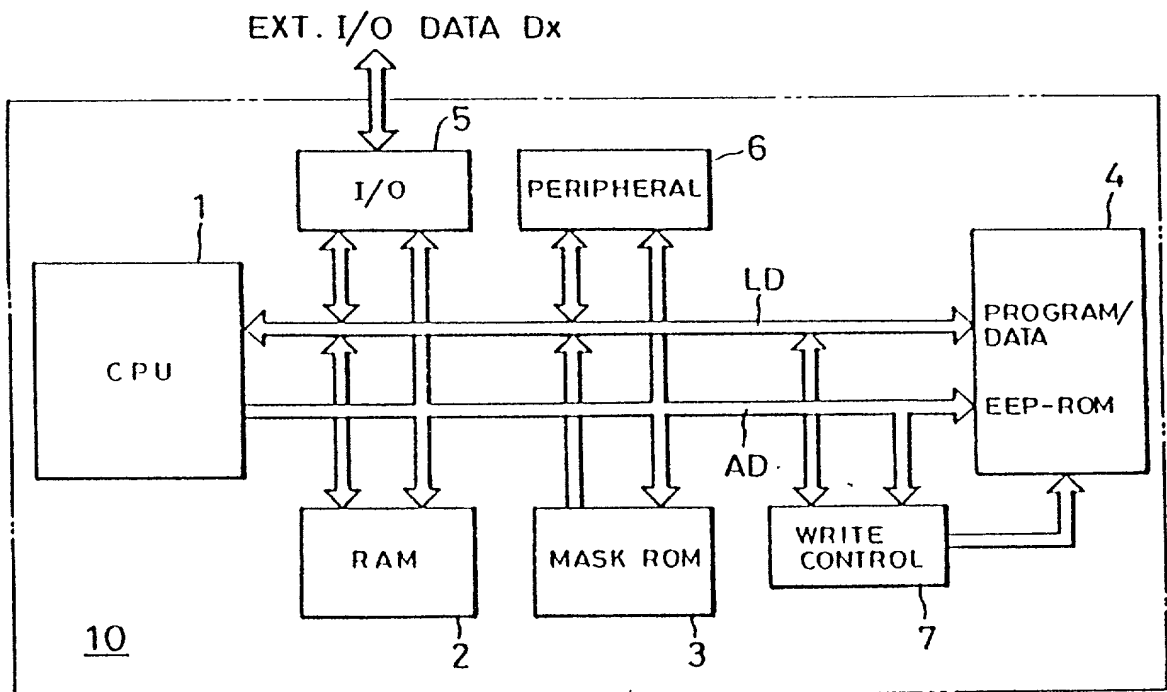 EXT. I/O DATA Dx
5
6
I/O
PERIPHERAL
4
1
LD
PROGRAM/
DATA
CPU
EEP-ROM
AD
RAM
MASK ROM
WRITE
CONTROL
10
2
3
7